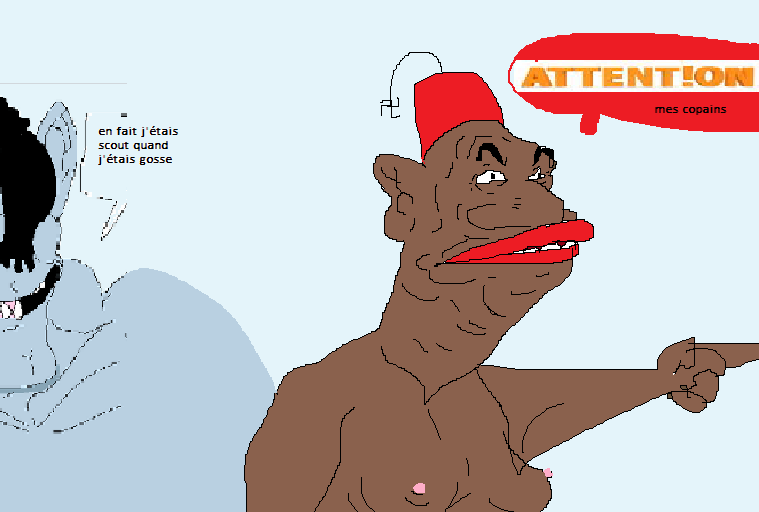 en fait j'étais
scout quand
j'étais gosse
ATTENT!ON
mes copains